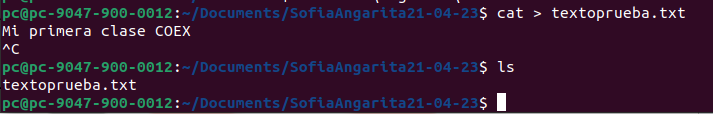 pc@pc-9047-900-0012:~/Documents/SofiaAngarita21-04-23$ cat > textoprueba.txt
Mi primera clase COEX
^C
pc@pc-9047-900-0012:~/Documents/SofiaAngarita21-04-23$ ls
textoprueba.txt
pc@pc-9047-900-0012:~/Documents/SofiaAngarita21-04-23$